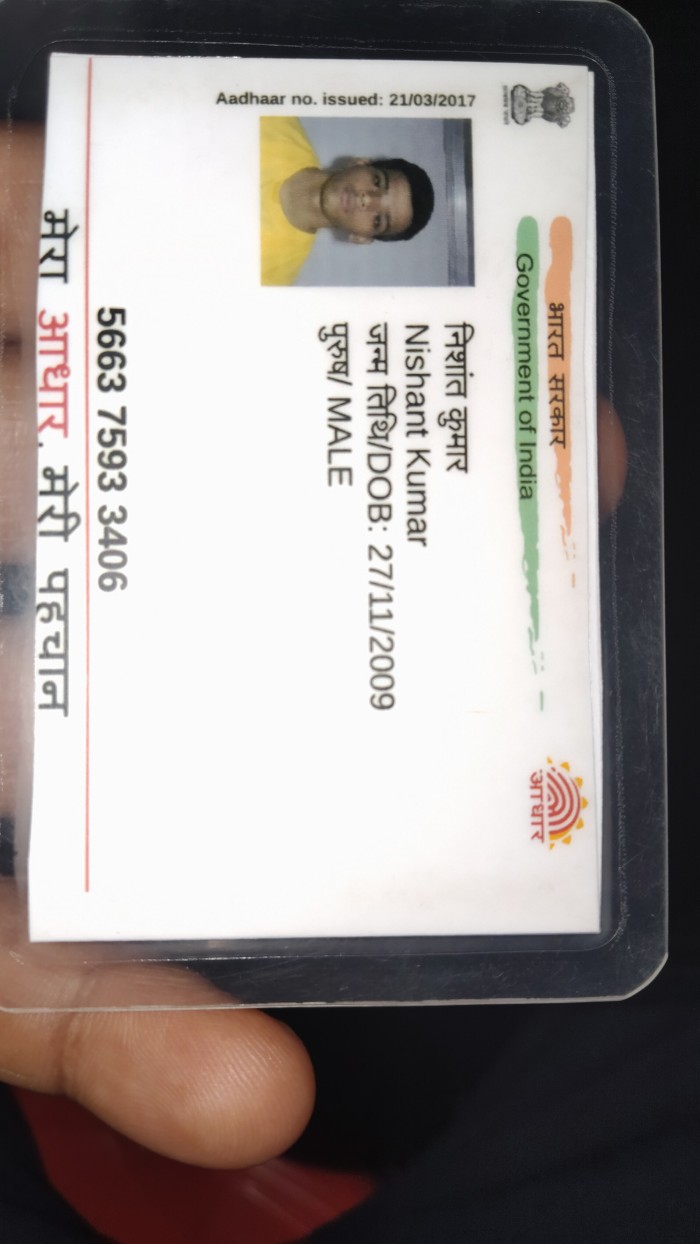 भारत सरकार
Government of India
Aadhaar no. issued: 21/03/2017
निशांत कुमार
Nishant Kumar
जन्म तिथि/DOB: 27/11/2009
पुरुष/ MALE
आधार
5663 7593 3406
मेरा आधार, मेरी पहचान